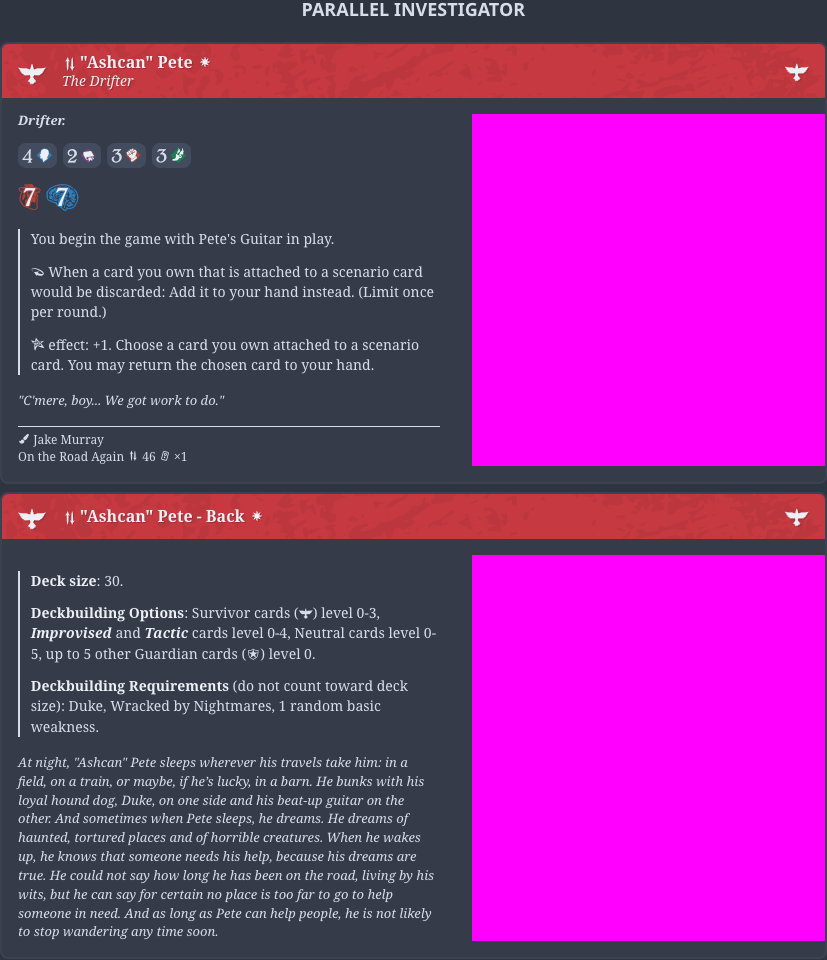 PARALLEL INVESTIGATOR
"Ashcan" Pete
The Drifter
Drifter.
4 2 3 3
7 7
You begin the game with Pete's Guitar in play.
When a card you own that is attached to a scenario card
would be discarded: Add it to your hand instead. (Limit once
per round.)
effect: +1. Choose a card you own attached to a scenario
card. You may return the chosen card to your hand.
"C'mere, boy... We got work to do."
Jake Murray
On the Road Again 46 ×1
"Ashcan" Pete - Back
Deck size: 30.
Deckbuilding Options: Survivor cards () level 0-3,
Improvised and Tactic cards level 0-4, Neutral cards level 0-
5, up to 5 other Guardian cards () level 0.
Deckbuilding Requirements (do not count toward deck
size): Duke, Wracked by Nightmares, 1 random basic
weakness.
At night, "Ashcan" Pete sleeps wherever his travels take him: in a
field, on a train, or maybe, if he's lucky, in a barn. He bunks with his
loyal hound dog, Duke, on one side and his beat-up guitar on the
other. And sometimes when Pete sleeps, he dreams. He dreams of
haunted, tortured places and of horrible creatures. When he wakes
up, he knows that someone needs his help, because his dreams are
true. He could not say how long he has been on the road, living by his
wits, but he can say for certain no place is too far to go to help
someone in need. And as long as Pete can help people, he is not likely
to stop wandering any time soon.